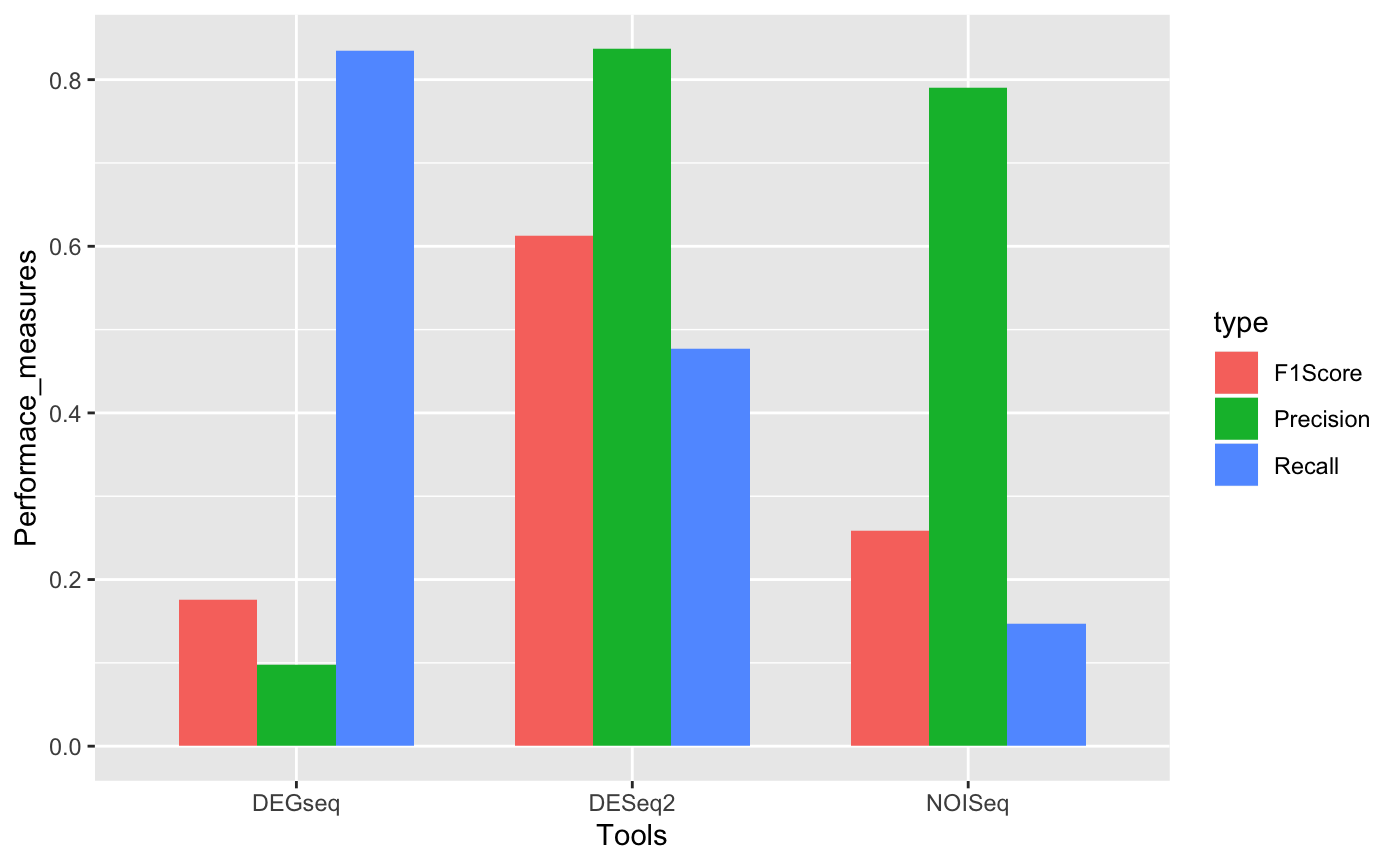 Performace_measures
0.8
0.6
0.4
0.2
0.0
DEGseq DESeq2 NOISeq
Tools
type
F1Score
Precision
Recall